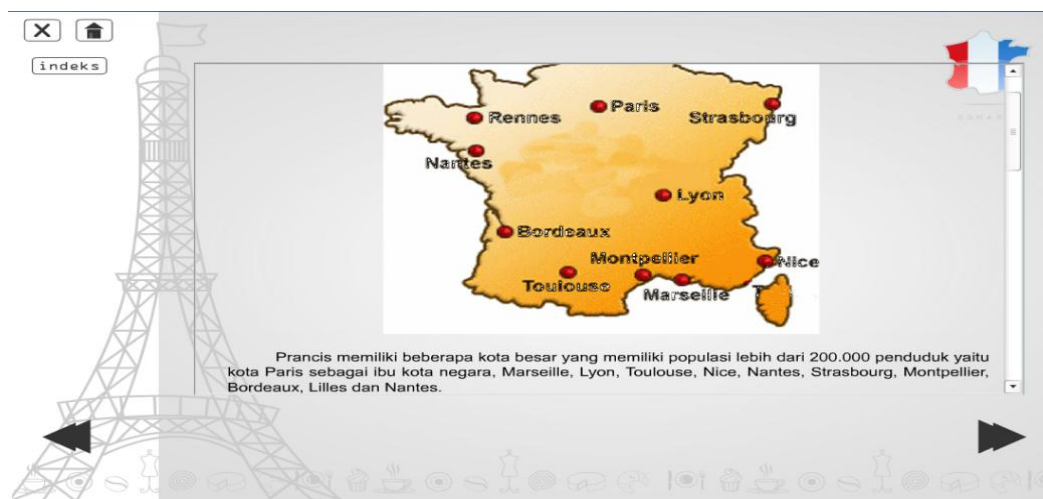 indeks
Paris
Rennes
Strasbourg
Nantes
Lyon
Bordeaux
Montpellier
Nice
Toulouse
Marseille
Prancis memiliki beberapa kota besar yang memiliki populasi lebih dari 200.000 penduduk yaitu
kota Paris sebagai ibu kota negara, Marseille, Lyon, Toulouse, Nice, Nantes, Strasbourg, Montpellier,
Bordeaux, Lilles dan Nantes.